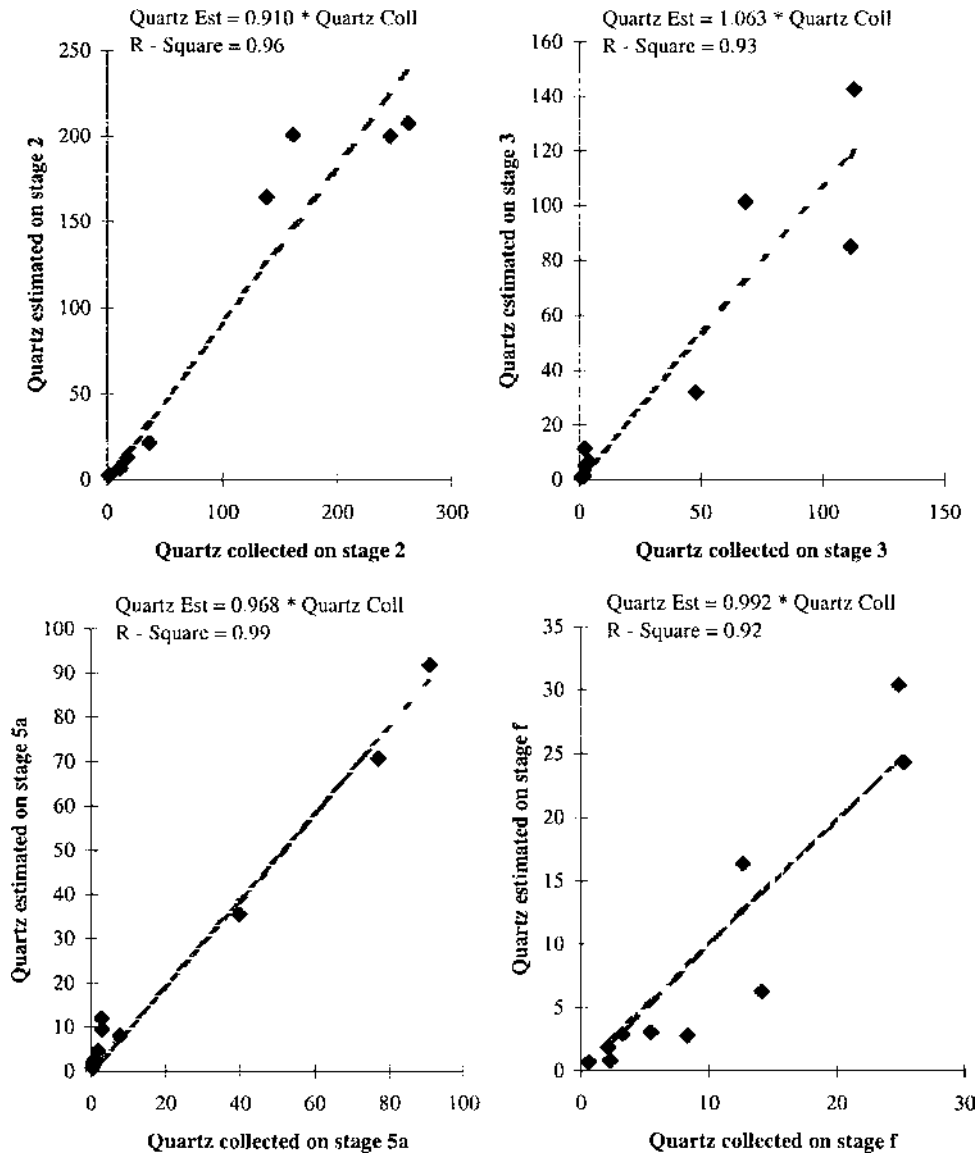 Quartz Est = 0.910 * Quartz Coll
R - Square = 0.96
250
200
150
100
50
0
0 100 200 300
Quartz estimated on stage 2
Quartz collected on stage 2
Quartz Est = 1.063 * Quartz Coll
R - Square = 0.93
160
140
120
100
80
60
40
20
0
0 50 100 150
Quartz estimated on stage 3
Quartz collected on stage 3
Quartz Est = 0.968 * Quartz Coll
R - Square = 0.99
100
90
80
70
60
50
40
30
20
10
0
0 20 40 60 80 100
Quartz estimated on stage 5a
Quartz collected on stage 5a
Quartz Est = 0.992 * Quartz Coll
R - Square = 0.92
35
30
25
20
15
10
5
0
0 10 20 30
Quartz estimated on stage f
Quartz collected on stage f